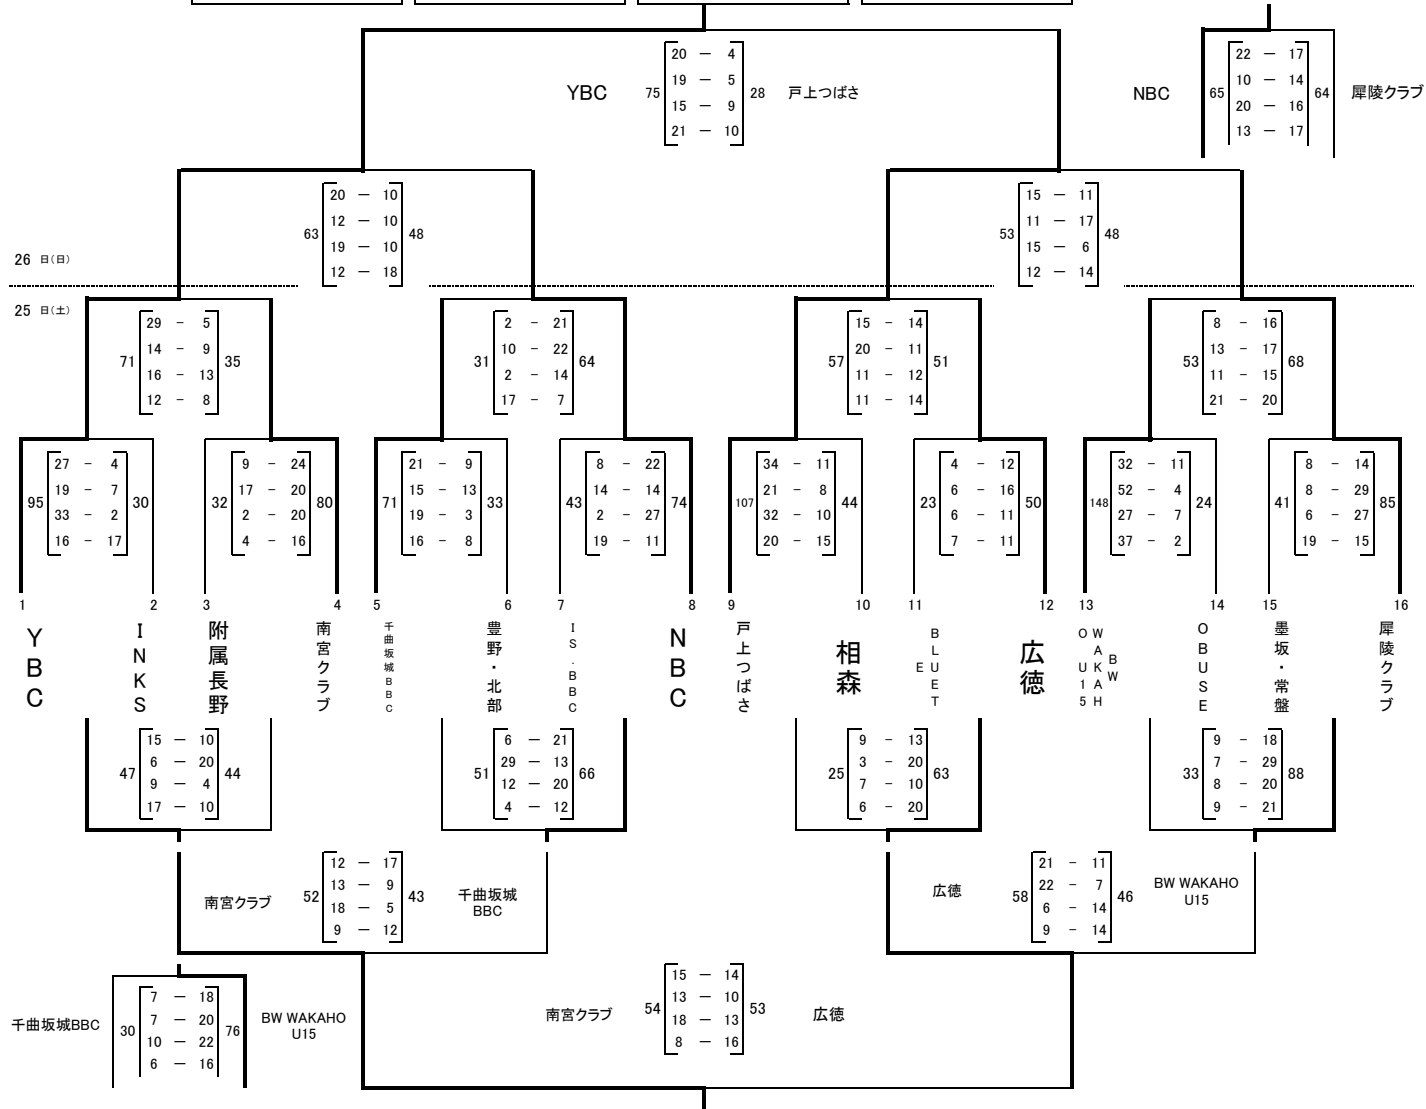 YBC 75 20 — 4 28 戸上つばさ
19 — 5
15 — 9
21 — 10
NBC 65 22 — 17 64 犀陵クラブ
10 — 14
20 — 16
13 — 17
63 20 — 10 48
12 — 10
19 — 10
12 — 18
53 15 — 11 48
11 — 17
15 — 6
12 — 14
26 日(日)
25 日(土)
71 29 - 5 35
14 - 9
16 - 13
12 - 8
31 2 - 21 64
10 - 22
2 - 14
17 - 7
57 15 - 14 51
20 - 11
11 - 12
11 - 14
53 8 - 16 68
13 - 17
11 - 15
21 - 20
95 27 - 4 30
19 - 7
33 - 2
16 - 17
32 9 - 24 80
17 - 20
2 - 20
4 - 16
71 21 - 9 33
15 - 13
19 - 3
16 - 8
43 8 - 22 74
14 - 14
2 - 27
19 - 11
107 34 - 11 44
21 - 8
32 - 10
20 - 15
23 4 - 12 50
6 - 16
6 - 11
7 - 11
148 32 - 11 24
52 - 4
27 - 7
37 - 2
41 8 - 14 85
8 - 29
6 - 27
19 - 15
1 2 3 4 5 6 7 8 9 10 11 12 13 14 15 16
YBC
INKS
附属長野
南宮クラブ
千曲坂城BBC
豊野・北部
IS.BBC
NBC
戸上つばさ
相森
BLUET
E
広徳
BW
WAKAH
O U15
OBUSE
墨坂・常盤
犀陵クラブ
47 15 — 10 44
6 — 20
9 — 4
17 — 10
51 6 — 21 66
29 — 13
12 — 20
4 — 12
25 9 - 13 63
3 - 20
7 - 10
6 - 20
33 9 - 18 88
7 - 29
8 - 20
9 - 21
南宮クラブ 52 12 — 17 43 千曲坂城
BBC
13 — 9
18 — 5
9 — 12
広徳 58 21 - 11 46 BW WAKAHO
U15
22 - 7
6 - 14
9 - 14
千曲坂城BBC 30 7 — 18 76 BW WAKAHO
U15
7 — 20
10 — 22
6 — 16
南宮クラブ 54 15 — 14 53 広徳
13 — 10
18 — 13
8 — 16